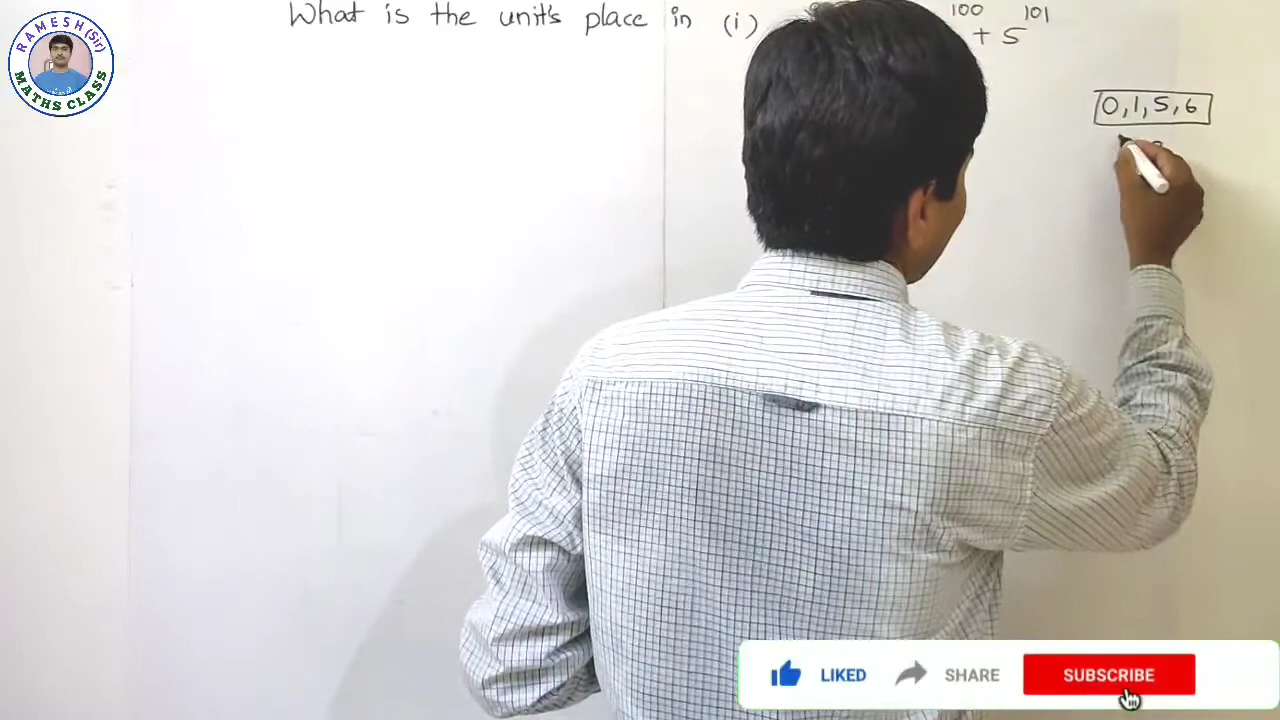 What is the unit's place in (i) 100 + 5 101
0,1,5,6
RAMESH (Sir)
MATHS CLASS
LIKED SHARE SUBSCRIBE